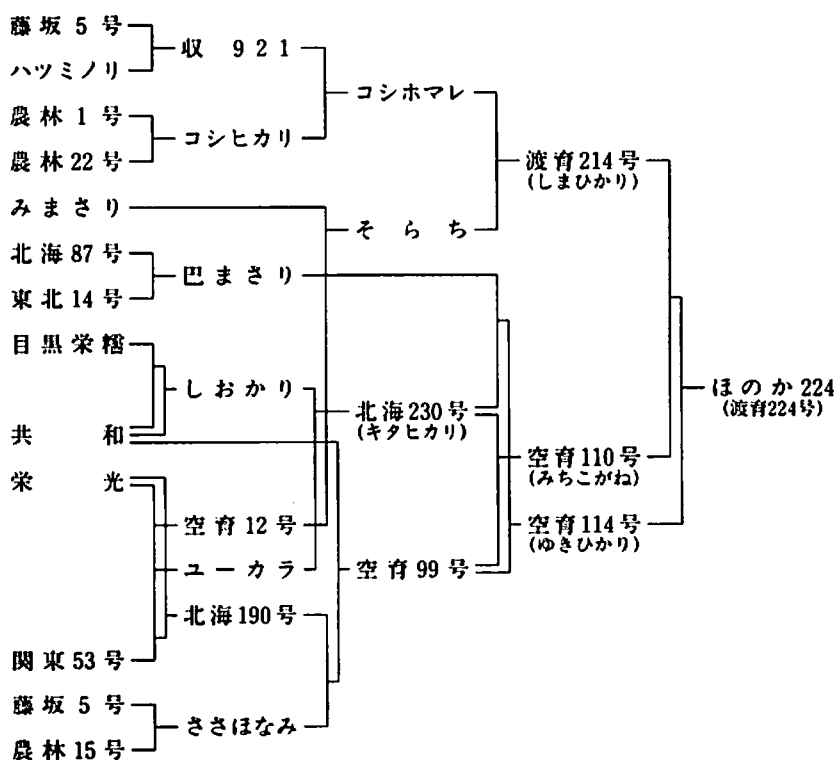 藤坂5号
ハツミノリ
収921
農林1号
農林22号
コシヒカリ
コシホマレ
みまさり
そらち
渡育214号
(しまひかり)
北海87号
東北14号
巴まさり
目黒栄糯
共和
しおかり
北海230号
(キタヒカリ)
栄光
空育12号
ユーカラ
北海190号
関東53号
空育99号
空育110号
(みちこがね)
空育114号
(ゆきひかり)
ほのか224
(渡育224号)
藤坂5号
農林15号
ささほなみ